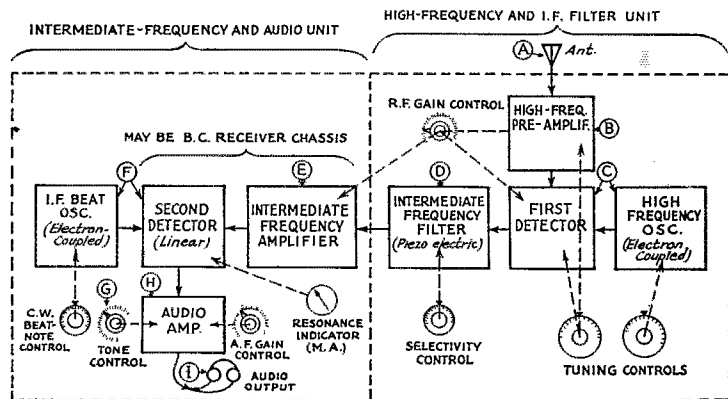 HIGH-FREQUENCY AND I.F. FILTER UNIT
INTERMEDIATE-FREQUENCY AND AUDIO UNIT
A
Ant.
R.F. GAIN CONTROL
HIGH-FREQ.
PRE-AMPLIF.
B
MAY BE B.C. RECEIVER CHASSIS
F
E
D
C
I.F. BEAT
OSC.
(Electron-
Coupled)
SECOND
DETECTOR
(Linear)
INTERMEDIATE
FREQUENCY
AMPLIFIER
INTERMEDIATE
FREQUENCY
FILTER
(Piezo electric)
FIRST
DETECTOR
HIGH
FREQUENCY
OSC.
(Electron
Coupled)
G
H
C.W.
BEAT-
NOTE
CONTROL
TONE
CONTROL
AUDIO
AMP.
A.F. GAIN
CONTROL
RESONANCE
INDICATOR
(M.A.)
SELECTIVITY
CONTROL
TUNING CONTROLS
I
AUDIO
OUTPUT